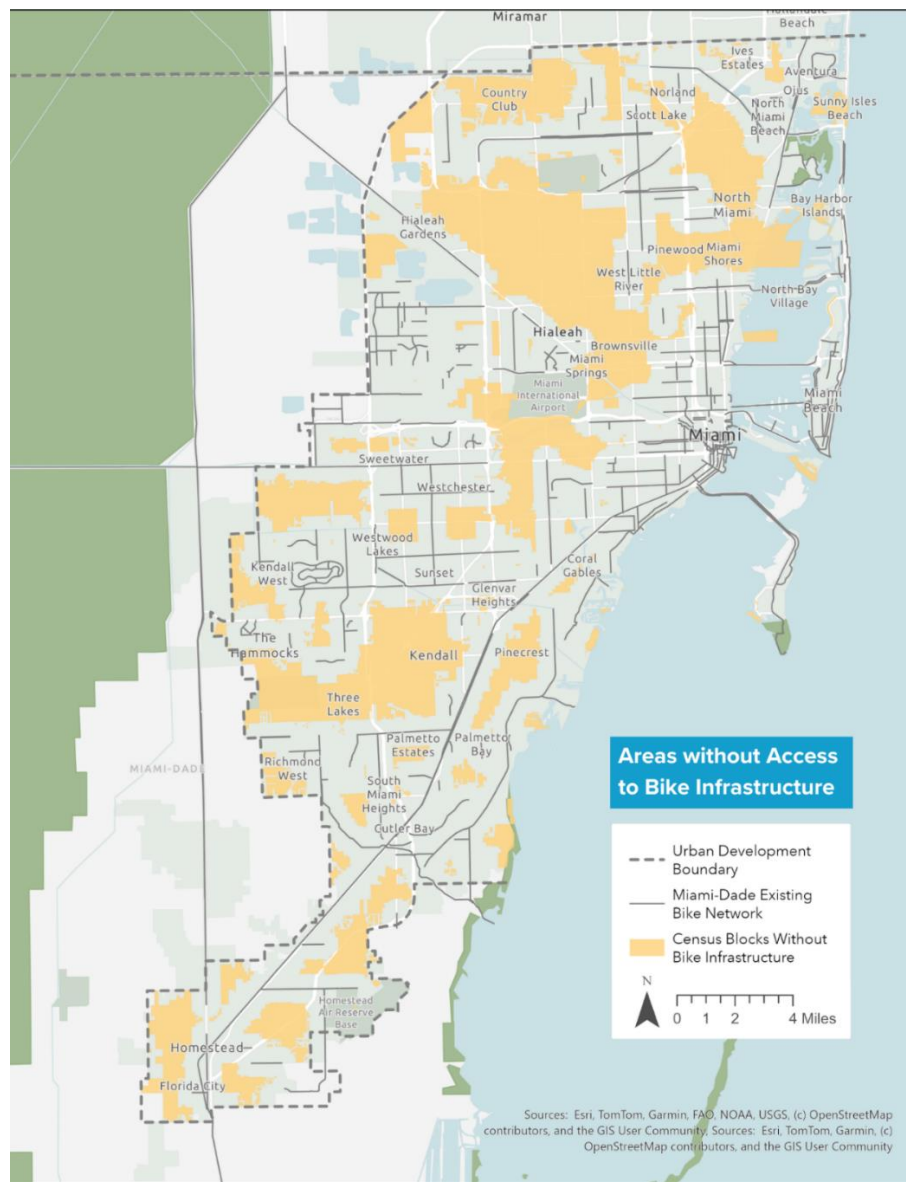 Miramar
Hallandale
Beach
Ives
Estates
Aventura
Country
Club
Norland
Ojus
Scott Lake
North
Miami
Beach
Sunny Isles
Beach
North
Miami
Bay Harbor
Islands
Hialeah
Gardens
Pinewood
Miami
Shores
West Little
River
North Bay
Village
Hialeah
Brownsville
Miami
Springs
Miami
International
Airport
Miami
Beach
Miami
Sweetwater
Westchester
Westwood
Lakes
Coral
Gables
Kendall
West
Sunset
Glenvar
Heights
The
Hammocks
Kendall
Pinecrest
Three
Lakes
Palmetto
Estates
Palmetto
Bay
Richmond
West
MIAMI-DADE
South
Miami
Heights
Cutler Bay
Homestead
Air Reserve
Base
Homestead
Florida City
Areas without Access
to Bike Infrastructure
Urban Development
Boundary
Miami-Dade Existing
Bike Network
Census Blocks Without
Bike Infrastructure
N
0 1 2 4 Miles
Sources: Esri, TomTom, Garmin, FAO, NOAA, USGS, (c) OpenStreetMap
contributors, and the GIS User Community, Sources: Esri, TomTom, Garmin, (c)
OpenStreetMap contributors, and the GIS User Community